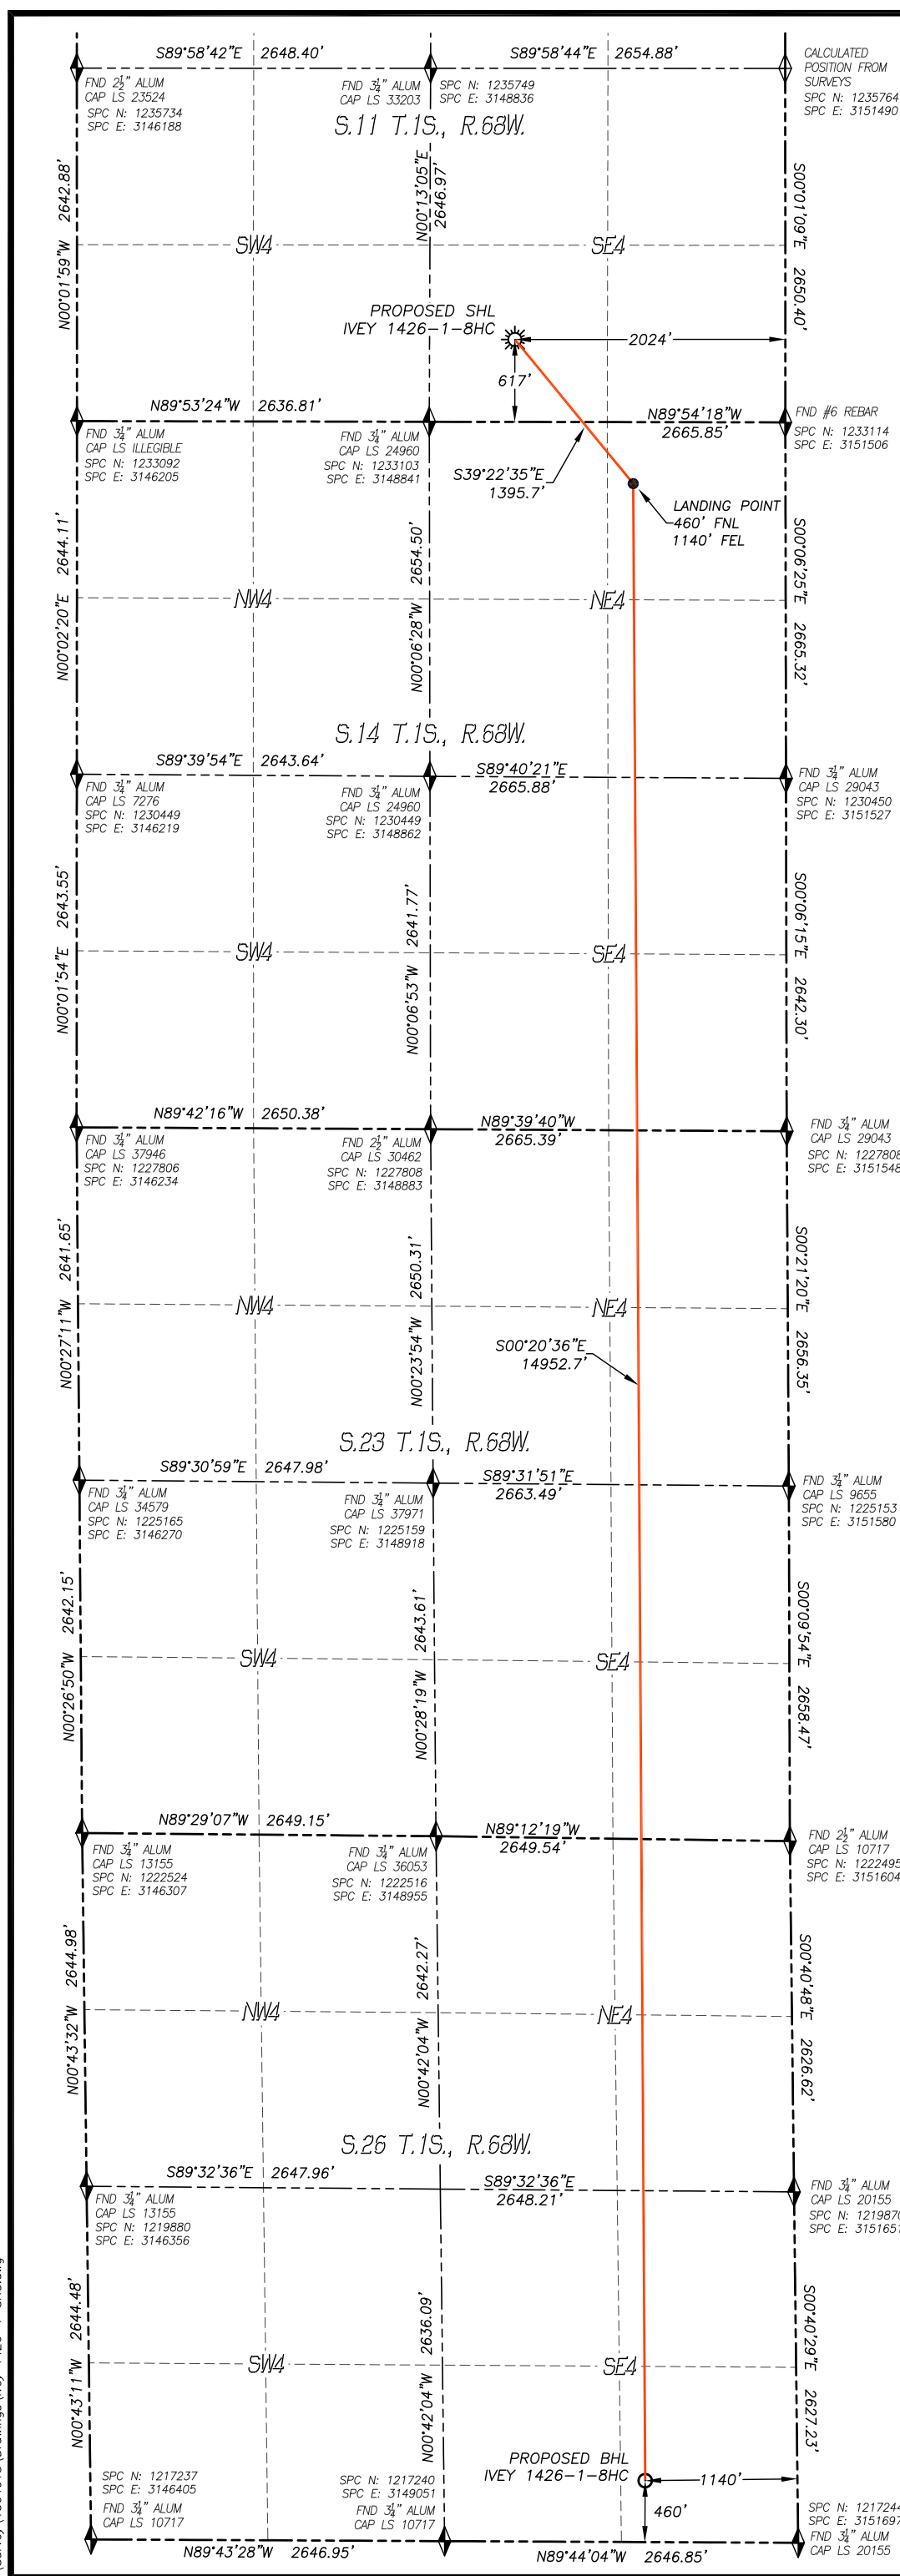 S89°58'42"E 2648.40'
S89°58'44"E 2654.88'
FND 2½" ALUM
CAP LS 23524
SPC N: 1235734
SPC E: 3146188
FND 3¼" ALUM
CAP LS 33203
SPC N: 1235749
SPC E: 3148836
CALCULATED
POSITION FROM
SURVEYS
SPC N: 1235764
SPC E: 3151490
S.11 T.1S., R.68W.
N00°01'59"W 2642.88'
N00°13'05"E
2646.97'
S00°01'09"E 2650.40'
SW4
SE4
PROPOSED SHL
IVEY 1426-1-8HC
2024'
617'
N89°53'24"W 2636.81'
N89°54'18"W
2665.85'
FND 3¼" ALUM
CAP LS ILLEGIBLE
SPC N: 1233092
SPC E: 3146205
FND 3¼" ALUM
CAP LS 24960
SPC N: 1233103
SPC E: 3148841
FND #6 REBAR
SPC N: 1233114
SPC E: 3151506
S39°22'35"E
1395.7'
LANDING POINT
460' FNL
1140' FEL
N00°02'20"E 2644.11'
N00°06'28"W 2654.50'
S00°06'25"E 2665.32'
NW4
NE4
S.14 T.1S., R.68W.
S89°39'54"E 2643.64'
S89°40'21"E
2665.88'
FND 3¼" ALUM
CAP LS 7276
SPC N: 1230449
SPC E: 3146219
FND 3¼" ALUM
CAP LS 24960
SPC N: 1230449
SPC E: 3148862
FND 3¼" ALUM
CAP LS 29043
SPC N: 1230450
SPC E: 3151527
N00°01'54"E 2643.55'
N00°06'53"W 2641.77'
S00°06'15"E 2642.30'
SW4
SE4
N89°42'16"W 2650.38'
N89°39'40"W
2665.39'
FND 3¼" ALUM
CAP LS 37946
SPC N: 1227806
SPC E: 3146234
FND 2½" ALUM
CAP LS 30462
SPC N: 1227808
SPC E: 3148883
FND 3¼" ALUM
CAP LS 29043
SPC N: 1227808
SPC E: 3151548
N00°27'11"W 2641.65'
N00°23'54"W 2650.31'
S00°21'20"E 2656.35'
NW4
NE4
S00°20'36"E
14952.7'
S.23 T.1S., R.68W.
S89°30'59"E 2647.98'
S89°31'51"E
2663.49'
FND 3¼" ALUM
CAP LS 34579
SPC N: 1225165
SPC E: 3146270
FND 3¼" ALUM
CAP LS 37971
SPC N: 1225159
SPC E: 3148918
FND 3¼" ALUM
CAP LS 9655
SPC N: 1225153
SPC E: 3151580
N00°26'50"W 2642.15'
N00°28'19"W 2643.61'
S00°09'54"E 2658.47'
SW4
SE4
N89°29'07"W 2649.15'
N89°12'19"W
2649.54'
FND 3¼" ALUM
CAP LS 13155
SPC N: 1222524
SPC E: 3146307
FND 3¼" ALUM
CAP LS 36053
SPC N: 1222516
SPC E: 3148955
FND 2½" ALUM
CAP LS 10717
SPC N: 1222495
SPC E: 3151604
N00°43'32"W 2644.98'
N00°42'04"W 2642.27'
S00°40'48"E 2626.62'
NW4
NE4
S.26 T.1S., R.68W.
S89°32'36"E 2647.96'
S89°32'36"E
2648.21'
FND 3¼" ALUM
CAP LS 13155
SPC N: 1219880
SPC E: 3146356
FND 3¼" ALUM
CAP LS 20155
SPC N: 1219870
SPC E: 3151651
N00°43'11"W 2644.48'
N00°42'04"W 2636.09'
S00°40'29"E 2627.23'
SW4
SE4
PROPOSED BHL
IVEY 1426-1-8HC
1140'
460'
SPC N: 1217237
SPC E: 3146405
FND 3¼" ALUM
CAP LS 10717
SPC N: 1217240
SPC E: 3149051
FND 3¼" ALUM
CAP LS 10717
SPC N: 1217244
SPC E: 3151697
FND 3¼" ALUM
CAP LS 20155
N89°43'28"W 2646.95'
N89°44'04"W 2646.85'